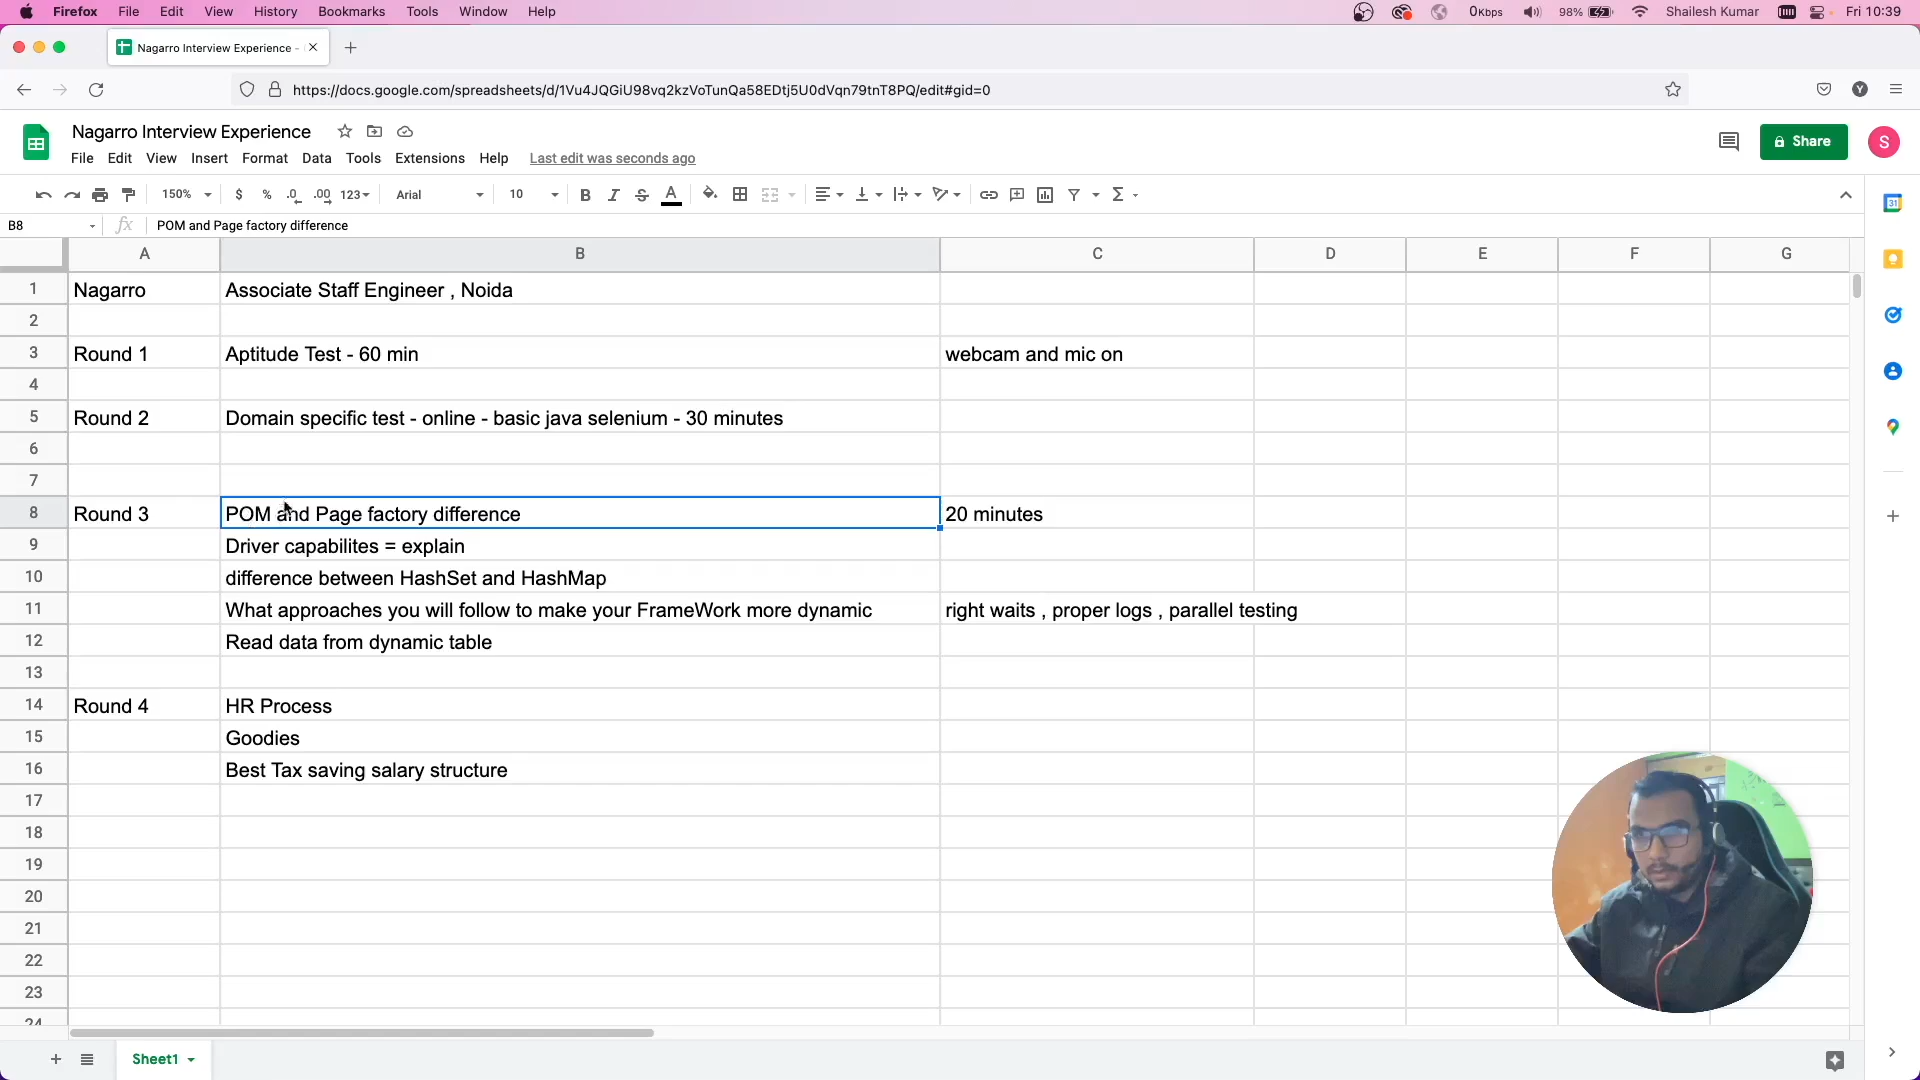 Firefox File Edit View History Bookmarks Tools Window Help 0Kbps 98% Shailesh Kumar Fri 10:39
Nagarro Interview Experience -
https://docs.google.com/spreadsheets/d/1Vu4JQGiU98vq2kzVoTunQa58EDtj5U0dVqn79tnT8PQ/edit#gid=0 Y
Nagarro Interview Experience
Share S
File Edit View Insert Format Data Tools Extensions Help Last edit was seconds ago
150% $ % .0 .00 123 Arial 10 B I S A Σ
31
B8 fx POM and Page factory difference
A B C D E F G
1 Nagarro Associate Staff Engineer , Noida
2
3 Round 1 Aptitude Test - 60 min webcam and mic on
4
5 Round 2 Domain specific test - online - basic java selenium - 30 minutes
6
7
8 Round 3 POM and Page factory difference 20 minutes
9 Driver capabilites = explain
10 difference between HashSet and HashMap
11 What approaches you will follow to make your FrameWork more dynamic right waits , proper logs , parallel testing
12 Read data from dynamic table
13
14 Round 4 HR Process
15 Goodies
16 Best Tax saving salary structure
17
18
19
20
21
22
23
24
Sheet1